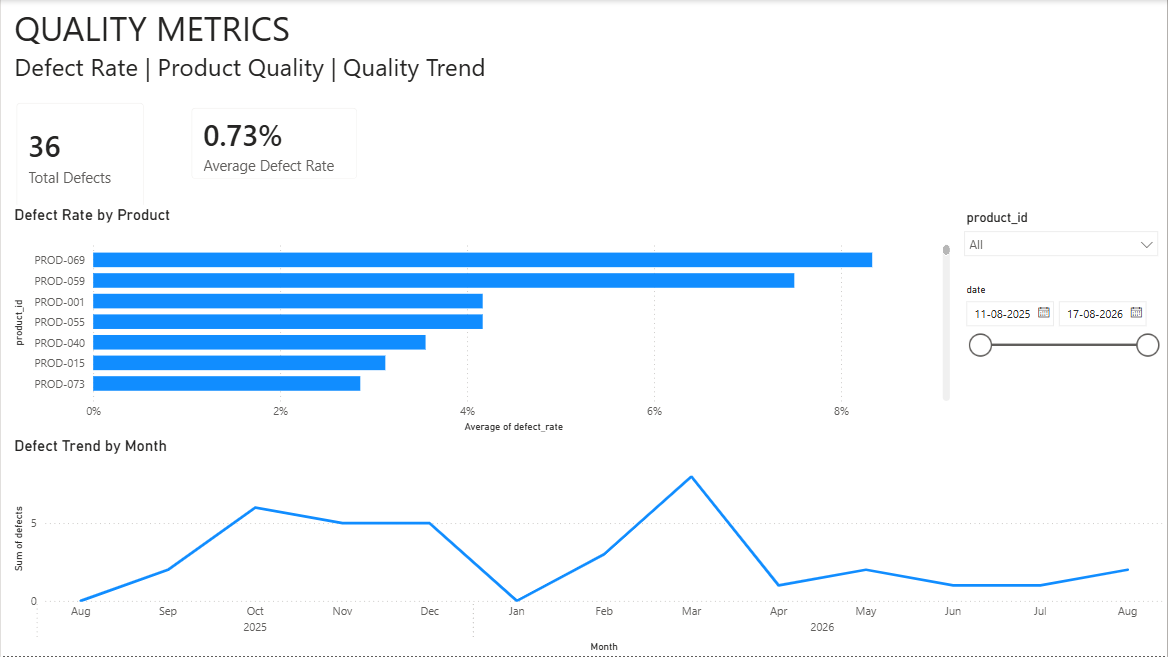 QUALITY METRICS
Defect Rate | Product Quality | Quality Trend
36
Total Defects
0.73%
Average Defect Rate
Defect Rate by Product
product_id
PROD-069
PROD-059
PROD-001
PROD-055
PROD-040
PROD-015
PROD-073
0% 2% 4% 6% 8%
Average of defect_rate
product_id
All
date
11-08-2025 17-08-2026
Defect Trend by Month
Sum of defects
5
0
Aug Sep Oct Nov Dec Jan Feb Mar Apr May Jun Jul Aug
2025 2026
Month